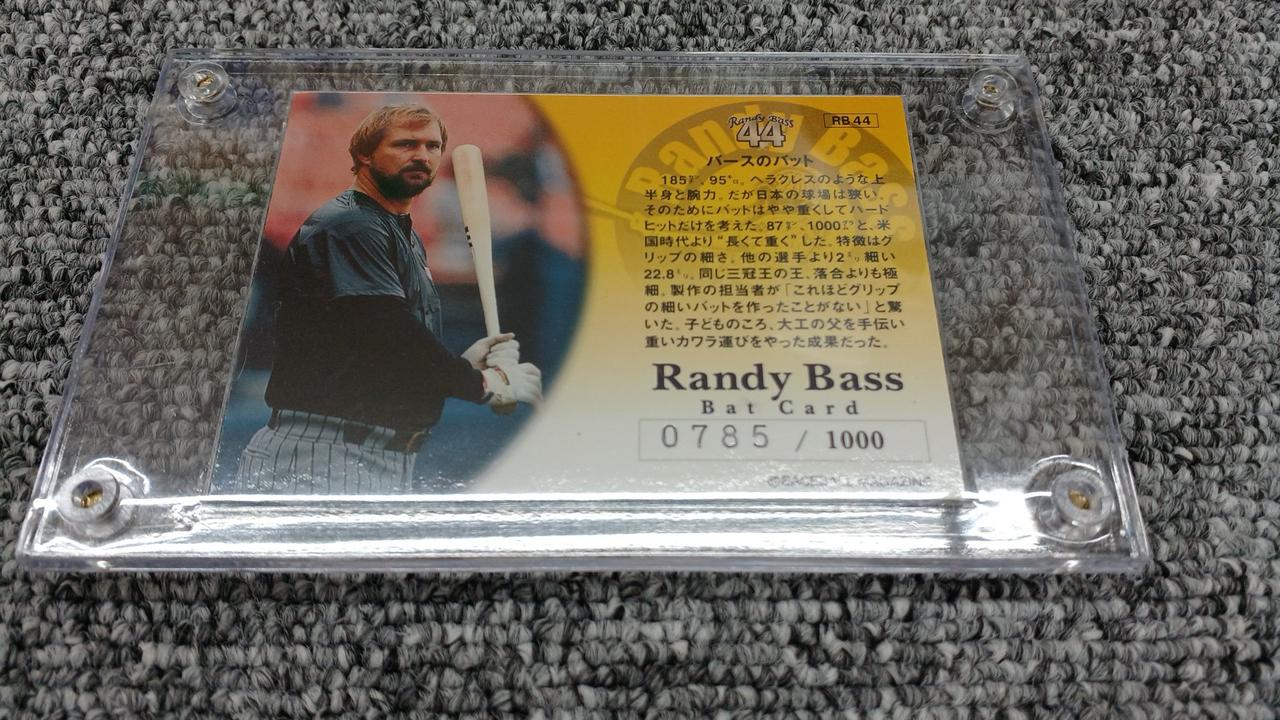 Randy Bass
44
RB 44
Randy Bass
バースのバット
185㌢、95㌔。ヘラクレスのような上
半身と腕力。だが日本の球場は狭い。
そのためにバットはやや重くしてハード
ヒットだけを考えた。87㌢、1000㌘と、米
国時代より“長くて重く”した。特徴はグ
リップの細さ。他の選手より2㍉細い
22.8㍉。同じ三冠王の王、落合よりも極
細。製作の担当者が「これほどグリップ
の細いバットを作ったことがない」と驚
いた。子どものころ、大工の父を手伝い
重いカワラ運びをやった成果だった。
Randy Bass
Bat Card
0785 / 1000
©BASEBALL MAGAZINE